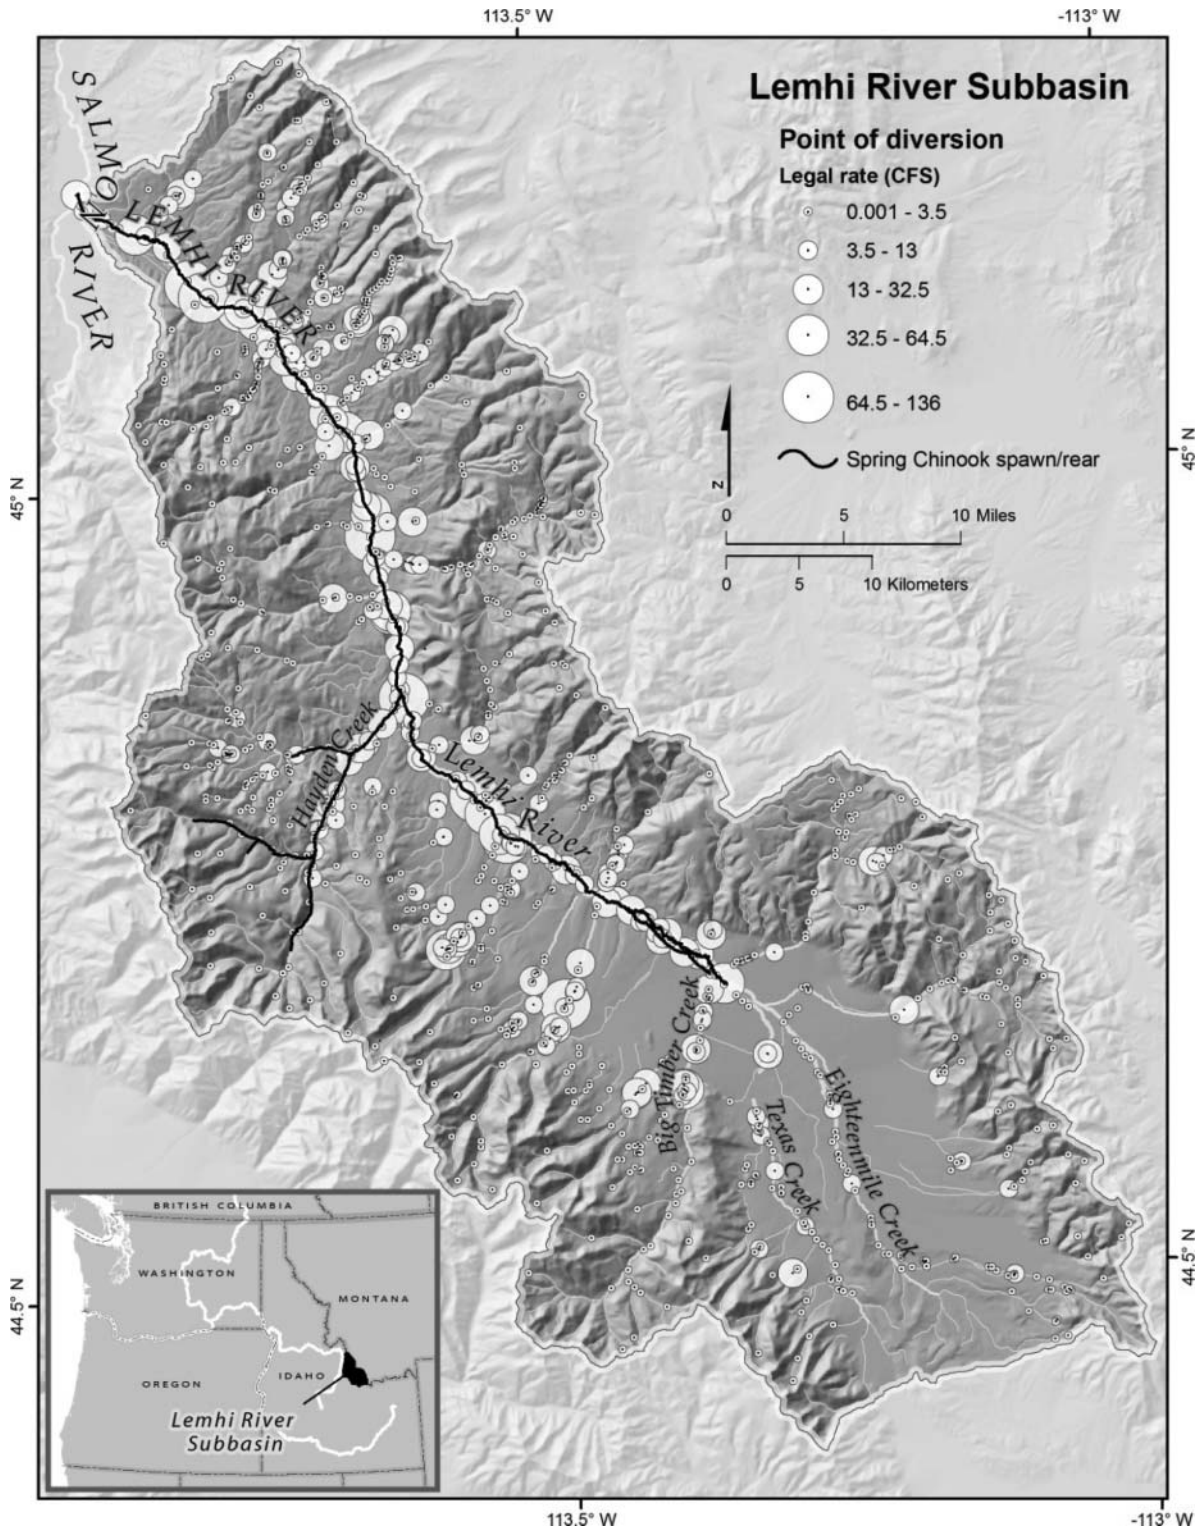 113.5° W
-113° W
Lemhi River Subbasin
Point of diversion
Legal rate (CFS)
0.001 - 3.5
3.5 - 13
13 - 32.5
32.5 - 64.5
64.5 - 136
Spring Chinook spawn/rear
N
0 5 10 Miles
0 5 10 Kilometers
SALMON
RIVER
LEMHI RIVER
45° N
45° N
Hayden Creek
Lemhi River
Big Timber Creek
Texas Creek
Eighteenmile Creek
44.5° N
44.5° N
BRITISH COLUMBIA
WASHINGTON
MONTANA
OREGON
IDAHO
Lemhi River
Subbasin
113.5° W
-113° W